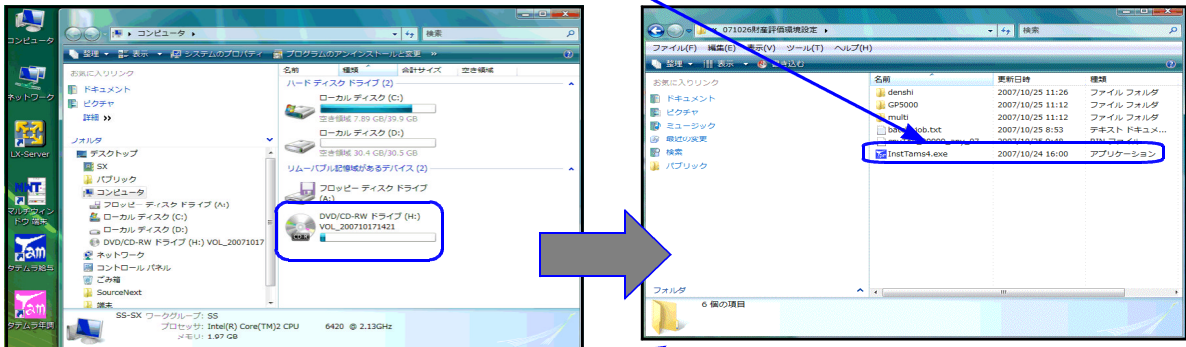 コンピュータ
ネットワーク
LX-Server
マルチウィン
ドウ端末
タテムラ給与
タテムラ年調
コンピュータ
検索
整理 表示 システムのプロパティ プログラムのアンインストールと変更 »
お気に入りリンク
ドキュメント
ピクチャ
詳細 »
フォルダ
デスクトップ
SX
パブリック
コンピュータ
フロッピー ディスク ドライブ (A:)
ローカル ディスク (C:)
ローカル ディスク (D:)
DVD/CD-RW ドライブ (H:) VOL_20071017
ネットワーク
コントロール パネル
ごみ箱
SourceNext
端末
名前 種類 合計サイズ 空き領域
ハード ディスク ドライブ (2)
ローカル ディスク (C:)
空き領域 7.89 GB/39.9 GB
ローカル ディスク (D:)
空き領域 30.4 GB/30.5 GB
リムーバブル記憶域があるデバイス (2)
フロッピー ディスク ドライブ
(A:)
DVD/CD-RW ドライブ (H:)
VOL_200710171421
SS-SX ワークグループ: SS
プロセッサ: Intel(R) Core(TM)2 CPU 6420 @ 2.13GHz
メモリ: 1.97 GB
071026財産評価環境設定
検索
ファイル(F) 編集(E) 表示(V) ツール(T) ヘルプ(H)
整理 表示 書き込む
お気に入りリンク
ドキュメント
ピクチャ
ミュージック
最近の変更
検索
パブリック
フォルダ
名前 更新日時 種類
denshi 2007/10/25 11:26 ファイル フォルダ
GP5000 2007/10/25 11:12 ファイル フォルダ
multi 2007/10/25 11:12 ファイル フォルダ
2007/10/25 8:53 テキスト ドキュメ...
InstTams4.exe 2007/10/24 16:00 アプリケーション
6 個の項目